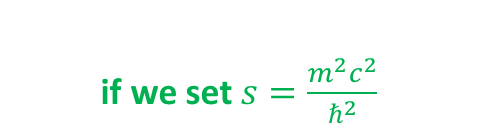 if we set s = m²c²/ħ²